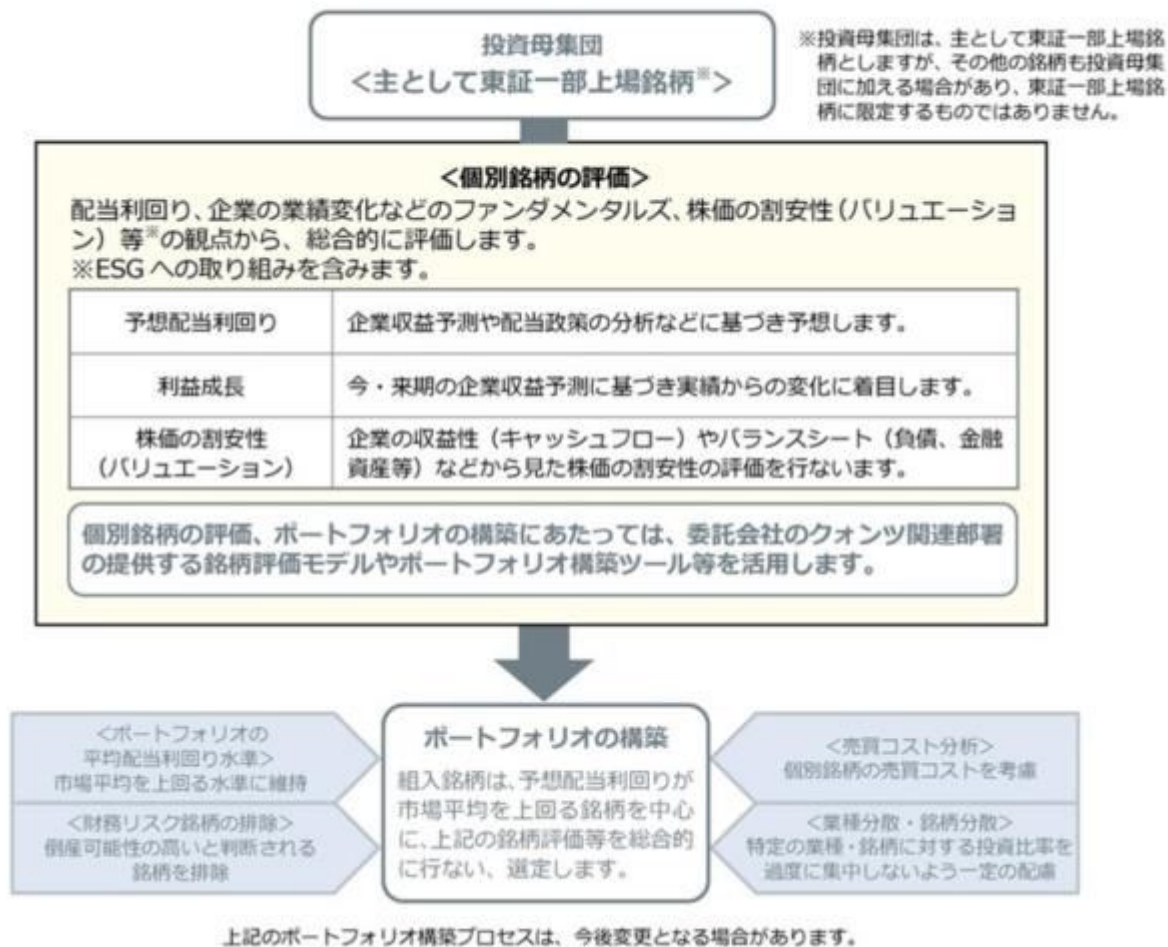 投資母集団
<主として東証一部上場銘柄※>
※投資母集団は、主として東証一部上場銘
柄としますが、その他の銘柄も投資母集
団に加える場合があり、東証一部上場銘
柄に限定するものではありません。
<個別銘柄の評価>
配当利回り、企業の業績変化などのファンダメンタルズ、株価の割安性(バリュエーショ
ン)等※の観点から、総合的に評価します。
※ESGへの取り組みを含みます。
予想配当利回り
企業収益予測や配当政策の分析などに基づき予想します。
利益成長
今・来期の企業収益予測に基づき実績からの変化に着目します。
株価の割安性
(バリュエーション)
企業の収益性(キャッシュフロー)やバランスシート(負債、金融
資産等)などから見た株価の割安性の評価を行ないます。
個別銘柄の評価、ポートフォリオの構築にあたっては、委託会社のクォンツ関連部署
の提供する銘柄評価モデルやポートフォリオ構築ツール等を活用します。
<ポートフォリオの
平均配当利回り水準>
市場平均を上回る水準に維持
<財務リスク銘柄の排除>
倒産可能性の高いと判断される
銘柄を排除
ポートフォリオの構築
組入銘柄は、予想配当利回りが
市場平均を上回る銘柄を中心
に、上記の銘柄評価等を総合的
に行ない、選定します。
<売買コスト分析>
個別銘柄の売買コストを考慮
<業種分散・銘柄分散>
特定の業種・銘柄に対する投資比率を
過度に集中しないよう一定の配慮
上記のポートフォリオ構築プロセスは、今後変更となる場合があります。